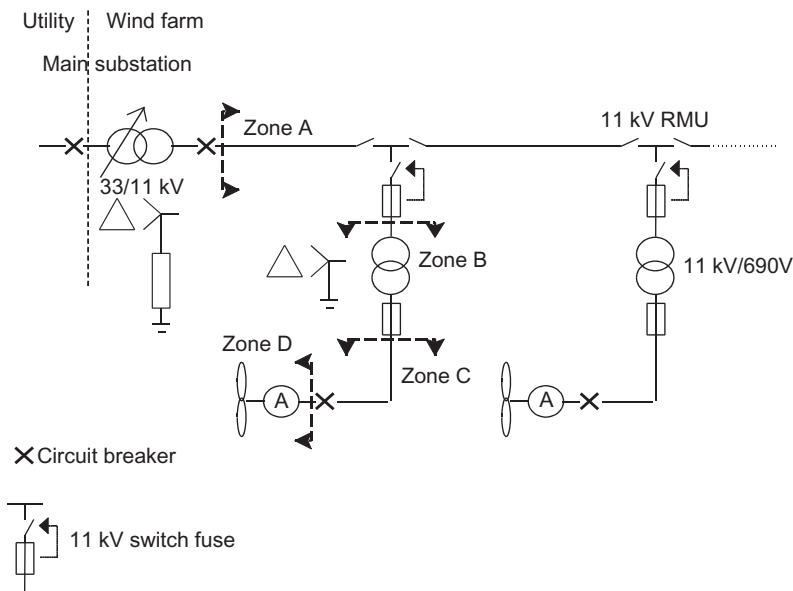 Utility
Wind farm
Main substation
Zone A
11 kV RMU
33/11 kV
Zone B
11 kV/690V
Zone D
Zone C
A
A
Circuit breaker
11 kV switch fuse